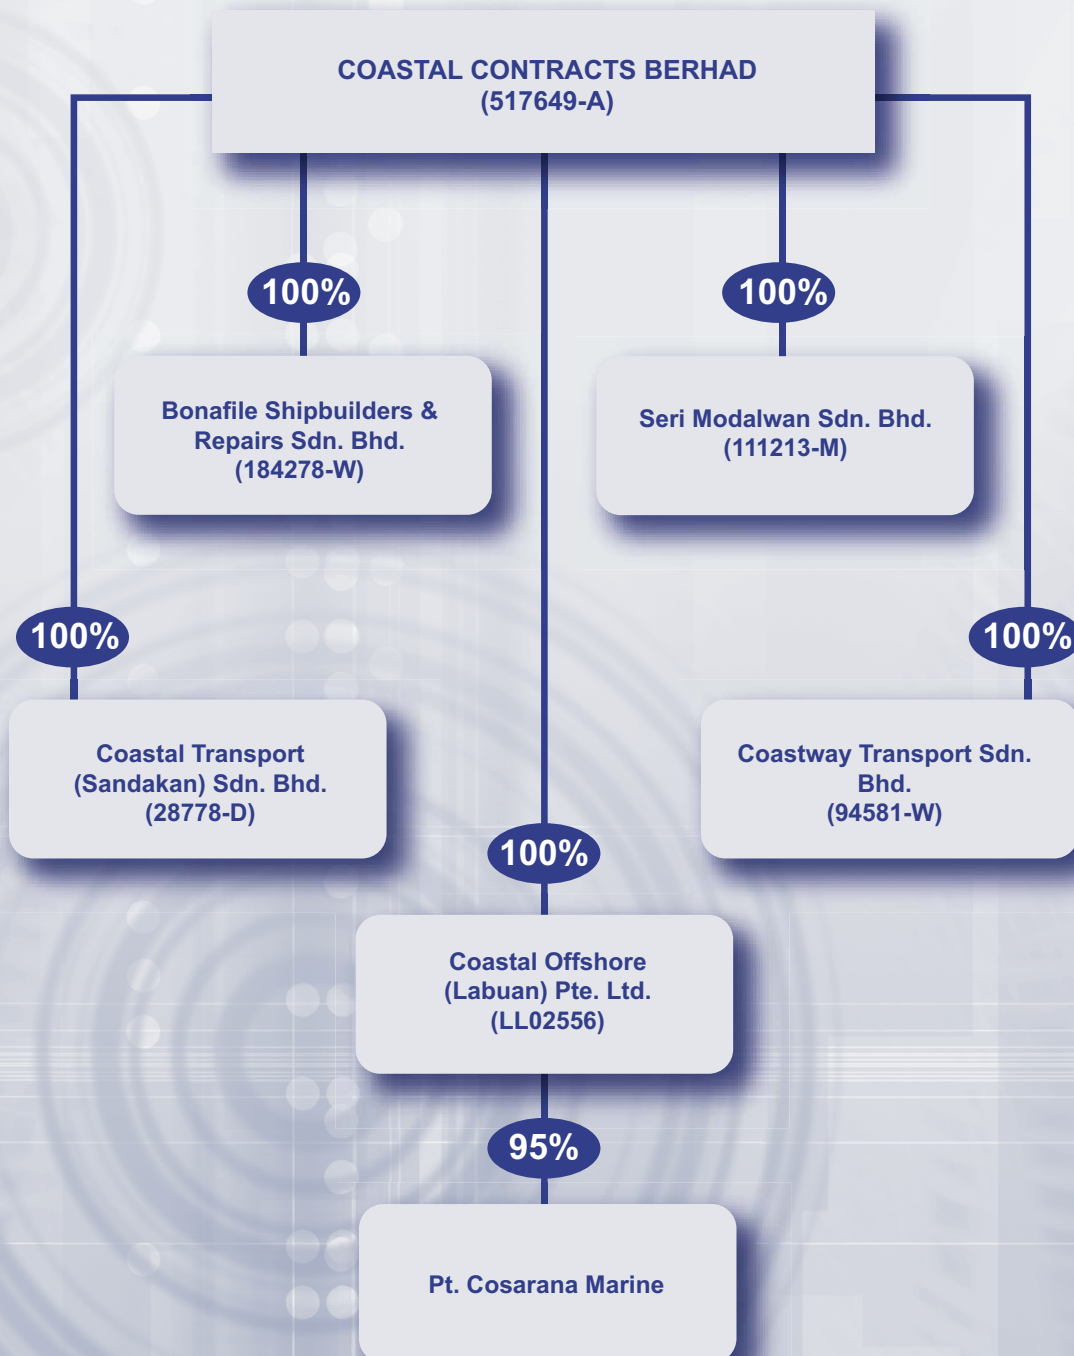 COASTAL CONTRACTS BERHAD
(517649-A)
100%
100%
Bonafile Shipbuilders &
Repairs Sdn. Bhd.
(184278-W)
Seri Modalwan Sdn. Bhd.
(111213-M)
100%
100%
Coastal Transport
(Sandakan) Sdn. Bhd.
(28778-D)
Coastway Transport Sdn.
Bhd.
(94581-W)
100%
Coastal Offshore
(Labuan) Pte. Ltd.
(LL02556)
95%
Pt. Cosarana Marine